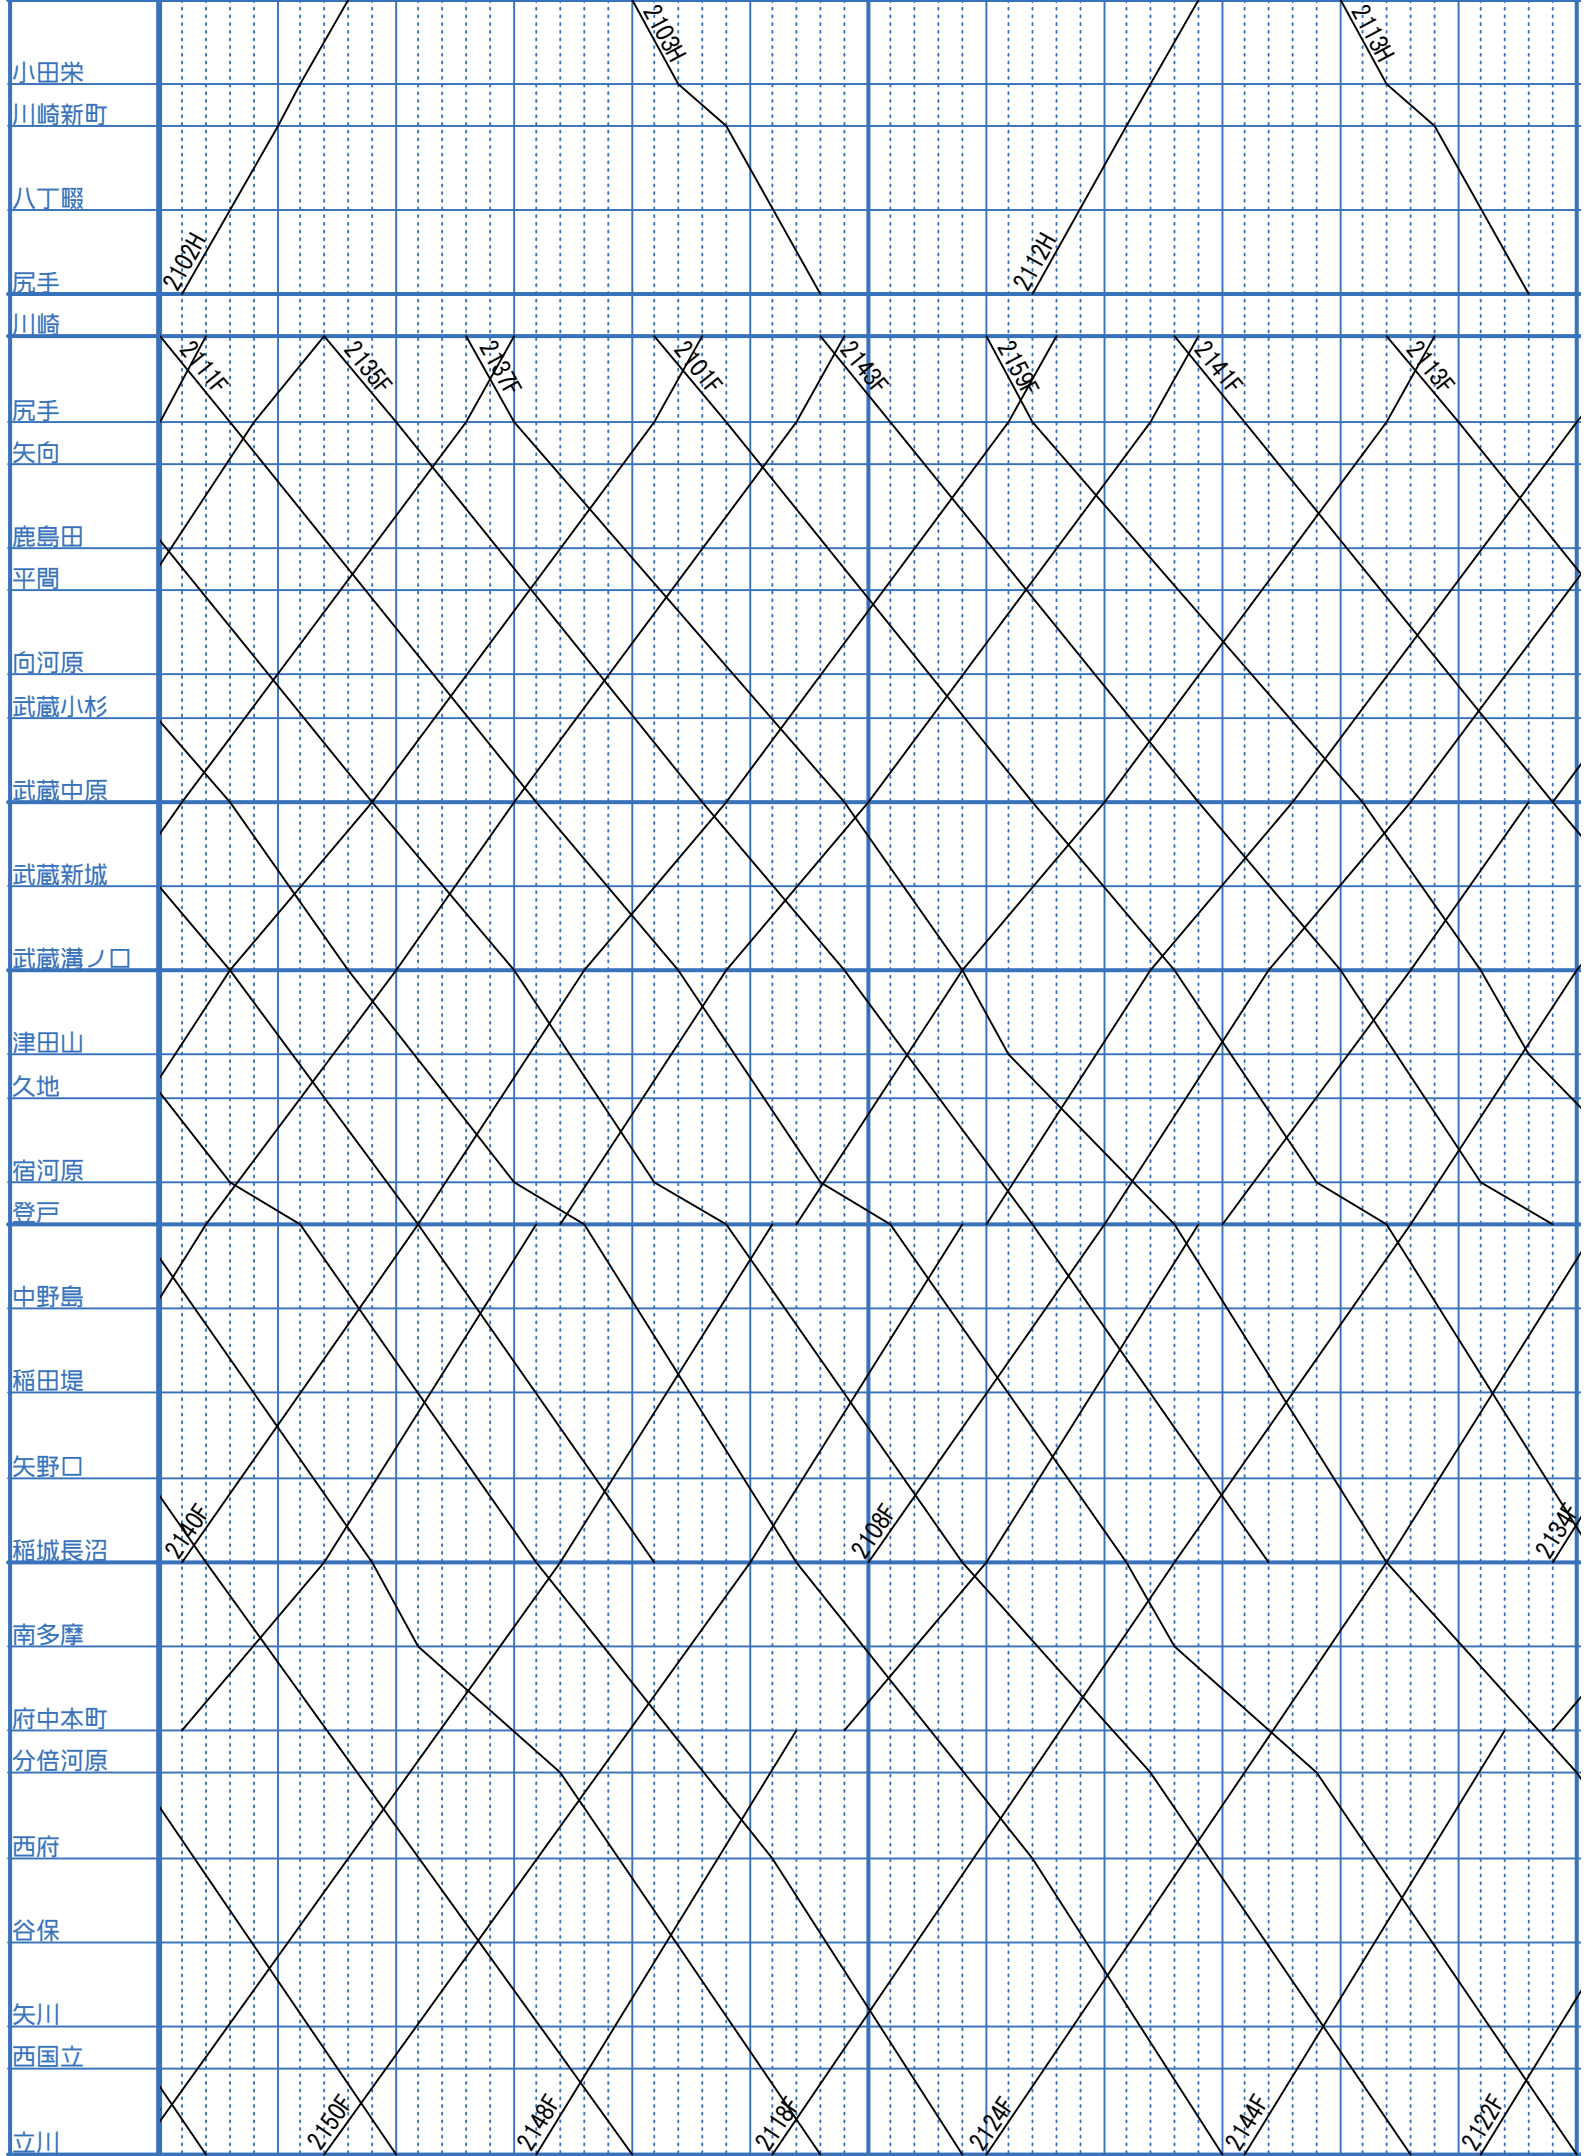 2103H
2113H
小田栄
川崎新町
八丁畷
2102H
2112H
尻手
川崎
2111F
2135F
2137F
2101F
2143F
2159F
2141F
2113F
尻手
矢向
鹿島田
平間
向河原
武蔵小杉
武蔵中原
武蔵新城
武蔵溝ノ口
津田山
久地
宿河原
登戸
中野島
稲田堤
矢野口
2140F
2108F
2134F
稲城長沼
南多摩
府中本町
分倍河原
西府
谷保
矢川
西国立
2150F
2148F
2118F
2124F
2144F
2122F
立川